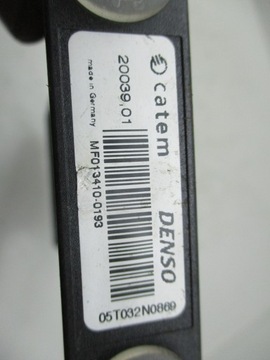 catem DENSO
20039,01
MF013410-0193
made in Germany
05T032N0869